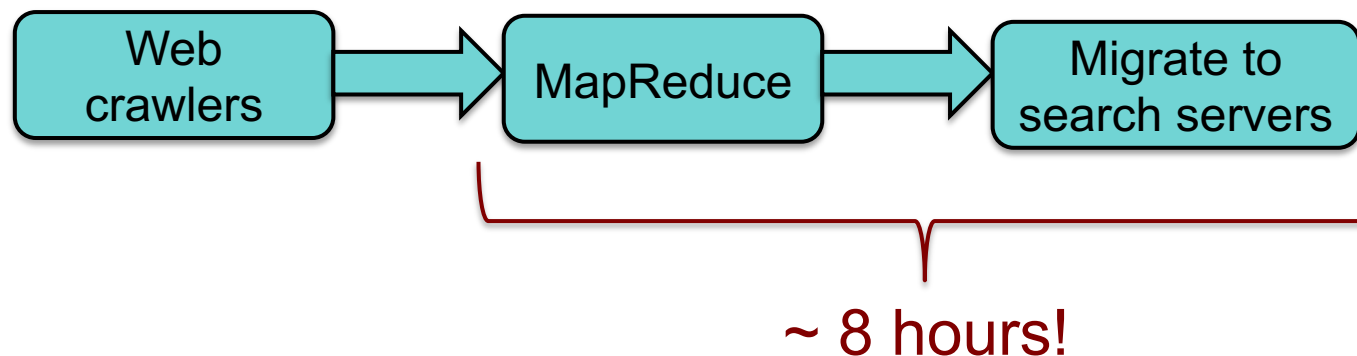 Web
crawlers
MapReduce
Migrate to
search servers
~ 8 hours!